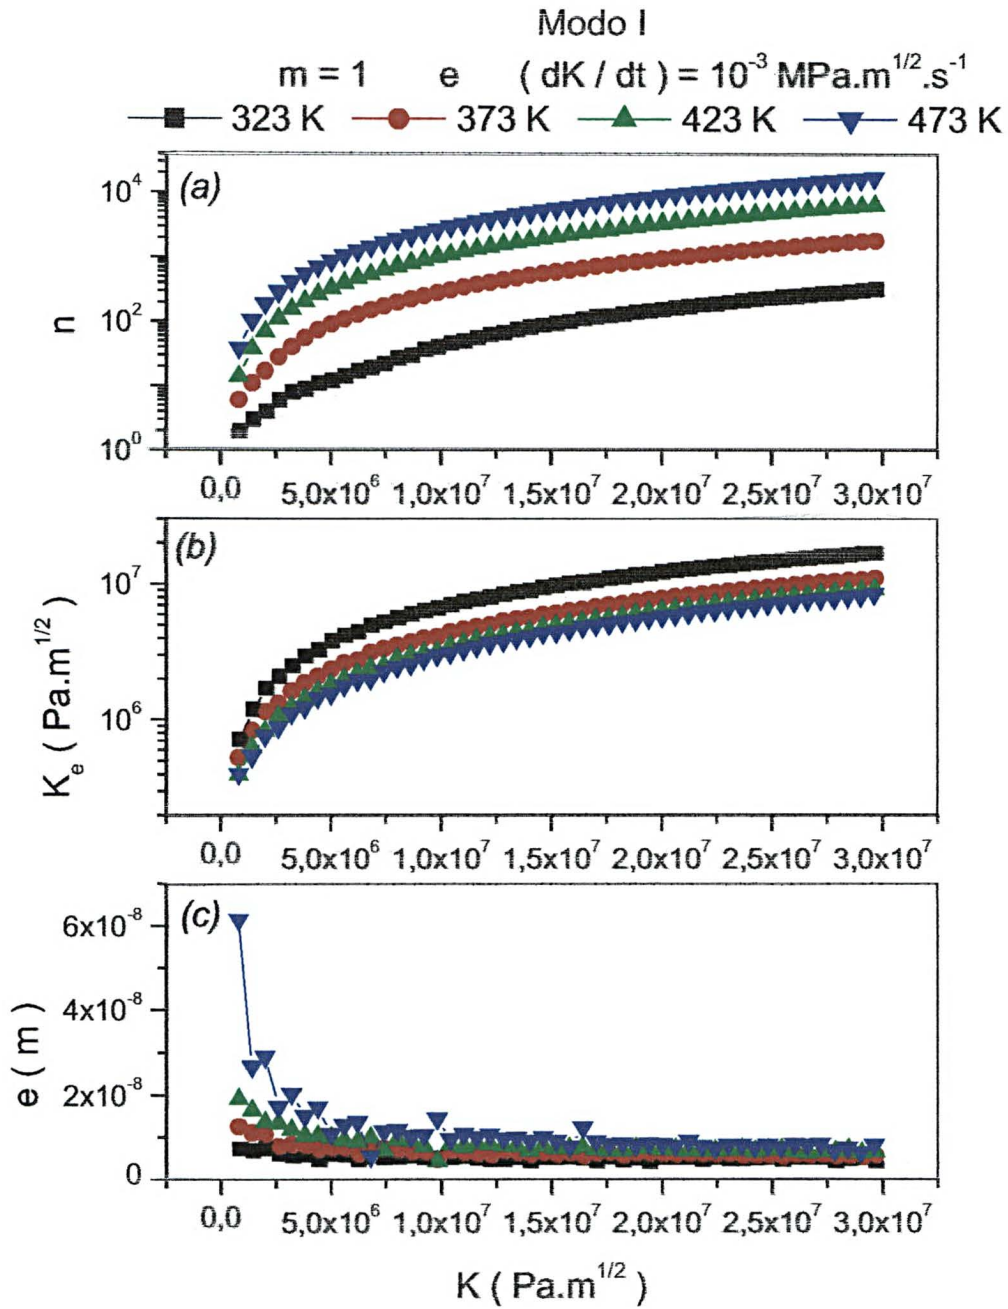 Modo I
m = 1 e ( dK / dt ) = 10⁻³ MPa.m^1/2.s⁻¹
323 K 373 K 423 K 473 K
(a)
10⁴
10²
10⁰
n
0,0 5,0x10⁶ 1,0x10⁷ 1,5x10⁷ 2,0x10⁷ 2,5x10⁷ 3,0x10⁷
(b)
10⁷
10⁶
Kₑ ( Pa.m^1/2)
0,0 5,0x10⁶ 1,0x10⁷ 1,5x10⁷ 2,0x10⁷ 2,5x10⁷ 3,0x10⁷
(c)
6x10⁻⁸
4x10⁻⁸
2x10⁻⁸
0
e ( m )
0,0 5,0x10⁶ 1,0x10⁷ 1,5x10⁷ 2,0x10⁷ 2,5x10⁷ 3,0x10⁷
K ( Pa.m^1/2 )